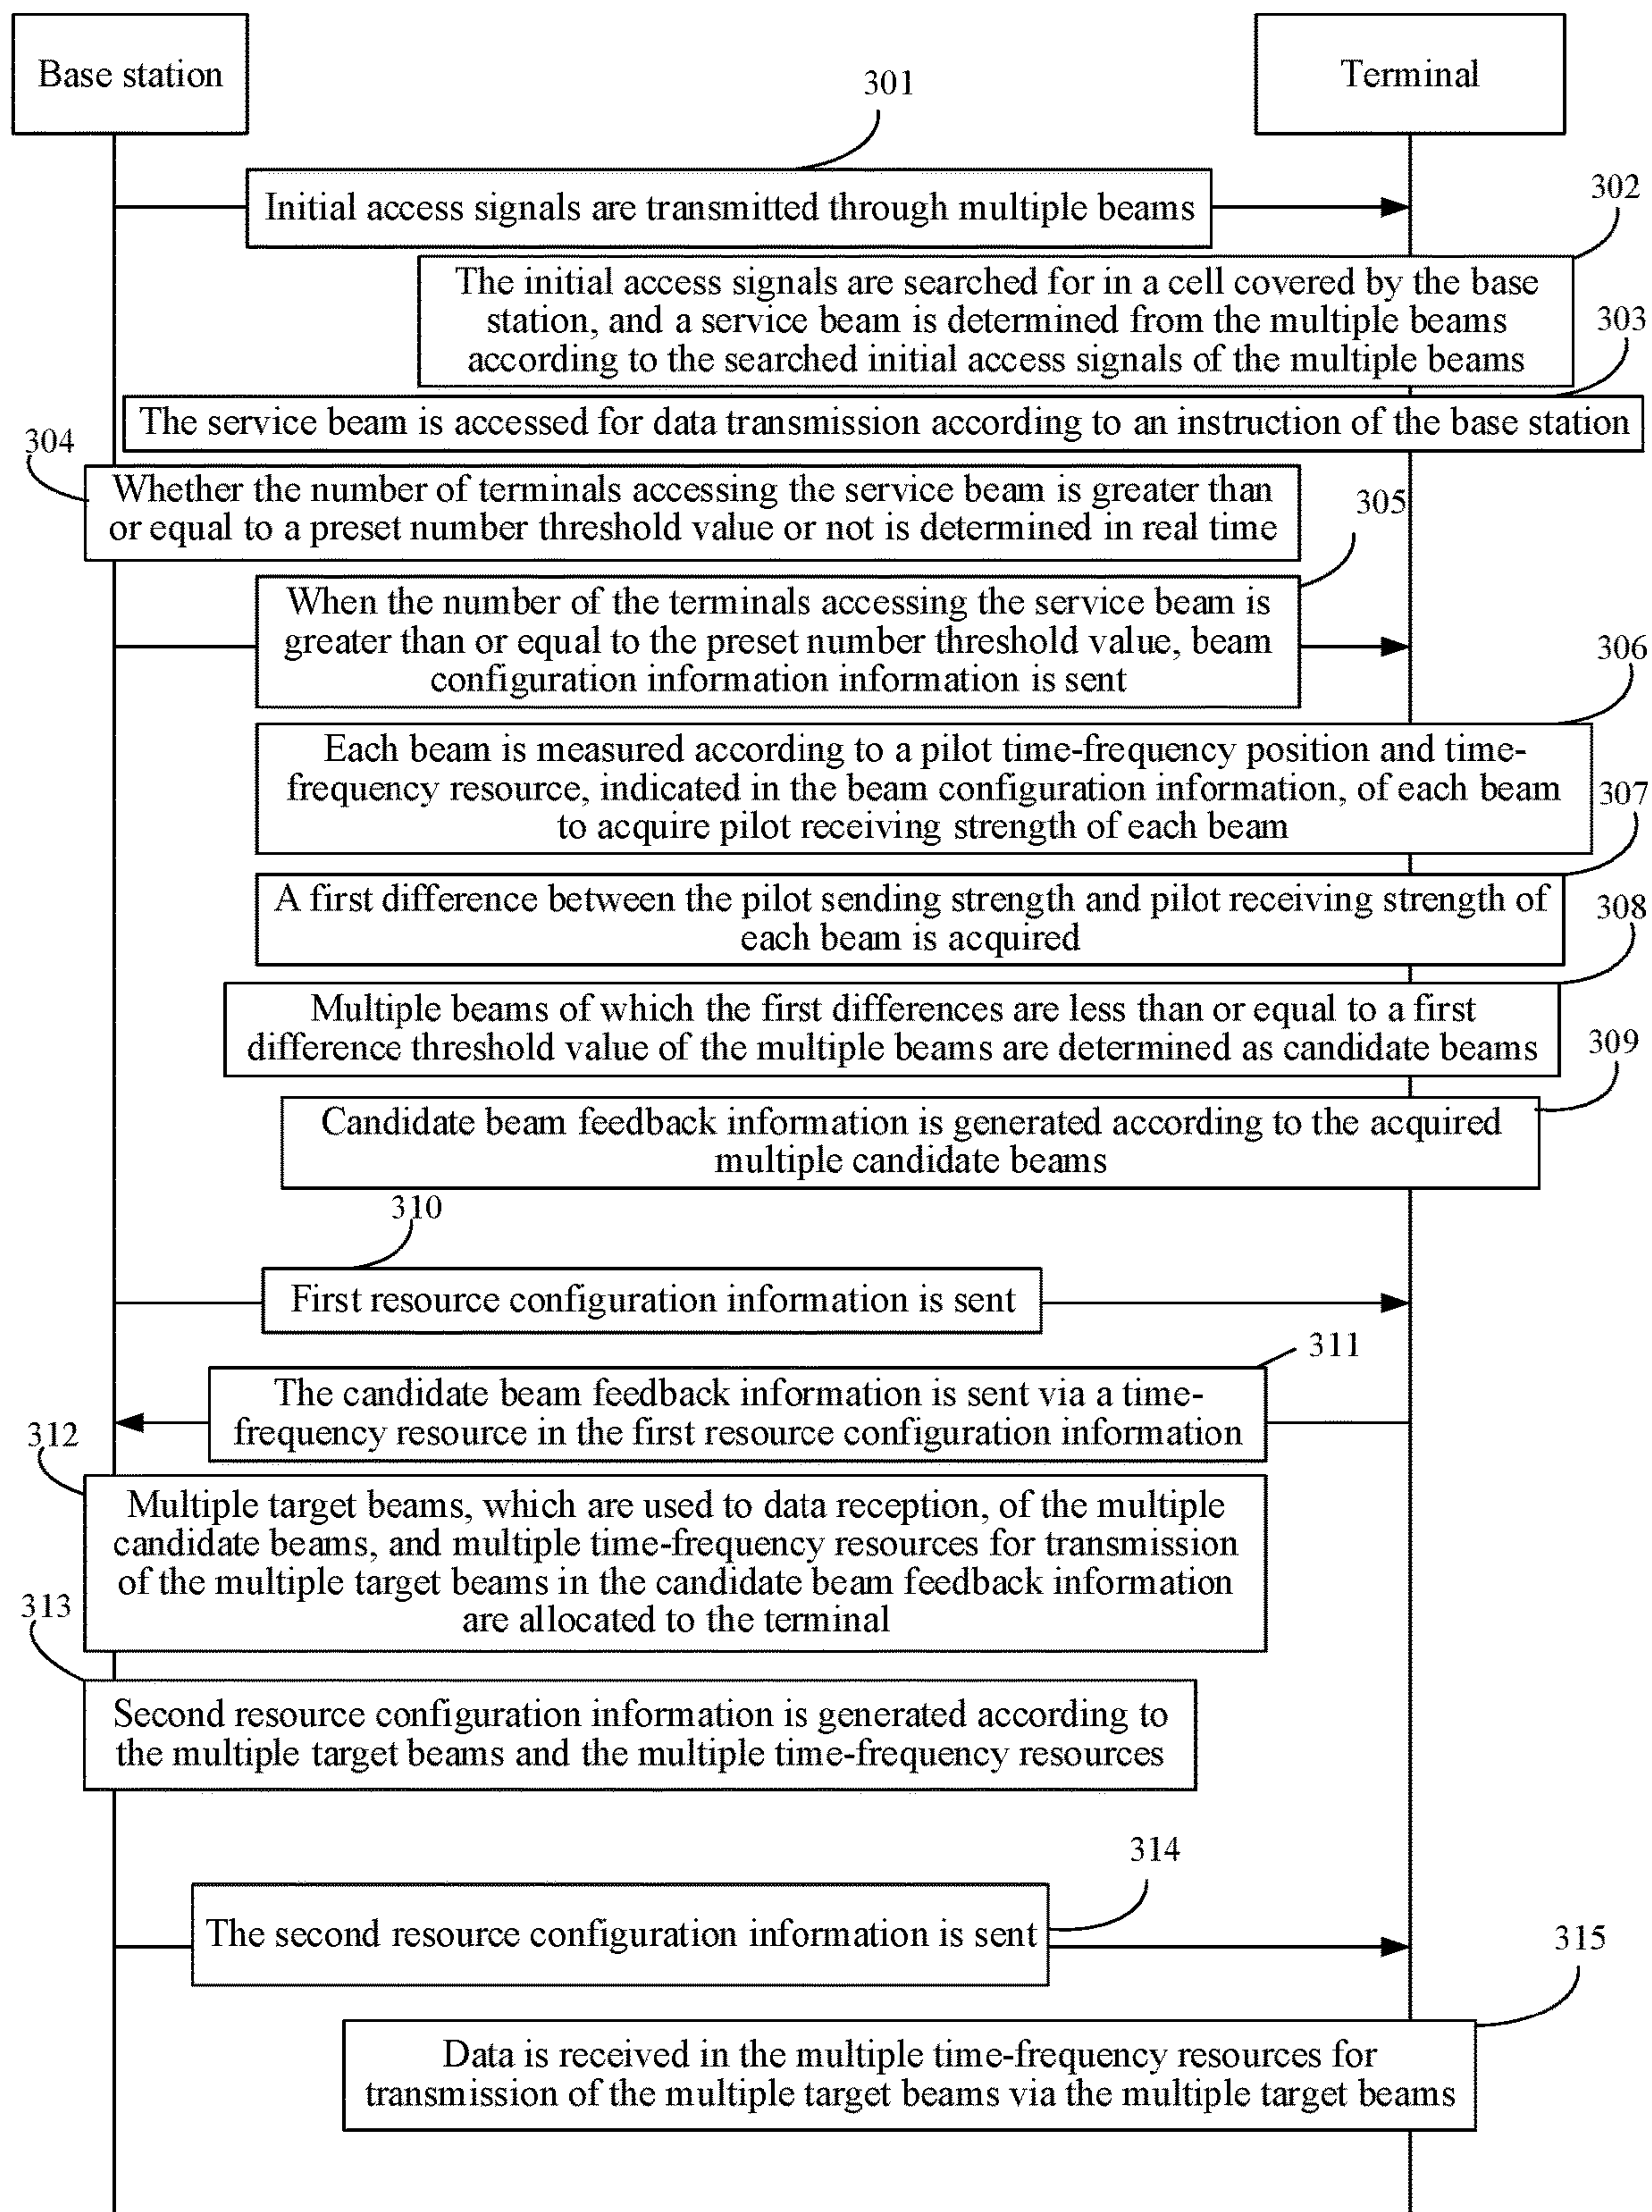 Base station
Terminal
301
Initial access signals are transmitted through multiple beams
302
The initial access signals are searched for in a cell covered by the base
station, and a service beam is determined from the multiple beams
according to the searched initial access signals of the multiple beams
303
The service beam is accessed for data transmission according to an instruction of the base station
304
Whether the number of terminals accessing the service beam is greater than
or equal to a preset number threshold value or not is determined in real time
305
When the number of the terminals accessing the service beam is
greater than or equal to the preset number threshold value, beam
configuration information information is sent
306
Each beam is measured according to a pilot time-frequency position and time-
frequency resource, indicated in the beam configuration information, of each beam
to acquire pilot receiving strength of each beam
307
A first difference between the pilot sending strength and pilot receiving strength of
each beam is acquired
308
Multiple beams of which the first differences are less than or equal to a first
difference threshold value of the multiple beams are determined as candidate beams
309
Candidate beam feedback information is generated according to the acquired
multiple candidate beams
310
First resource configuration information is sent
311
The candidate beam feedback information is sent via a time-
frequency resource in the first resource configuration information
312
Multiple target beams, which are used to data reception, of the multiple
candidate beams, and multiple time-frequency resources for transmission
of the multiple target beams in the candidate beam feedback information
are allocated to the terminal
313
Second resource configuration information is generated according to
the multiple target beams and the multiple time-frequency resources
314
The second resource configuration information is sent
315
Data is received in the multiple time-frequency resources for
transmission of the multiple target beams via the multiple target beams